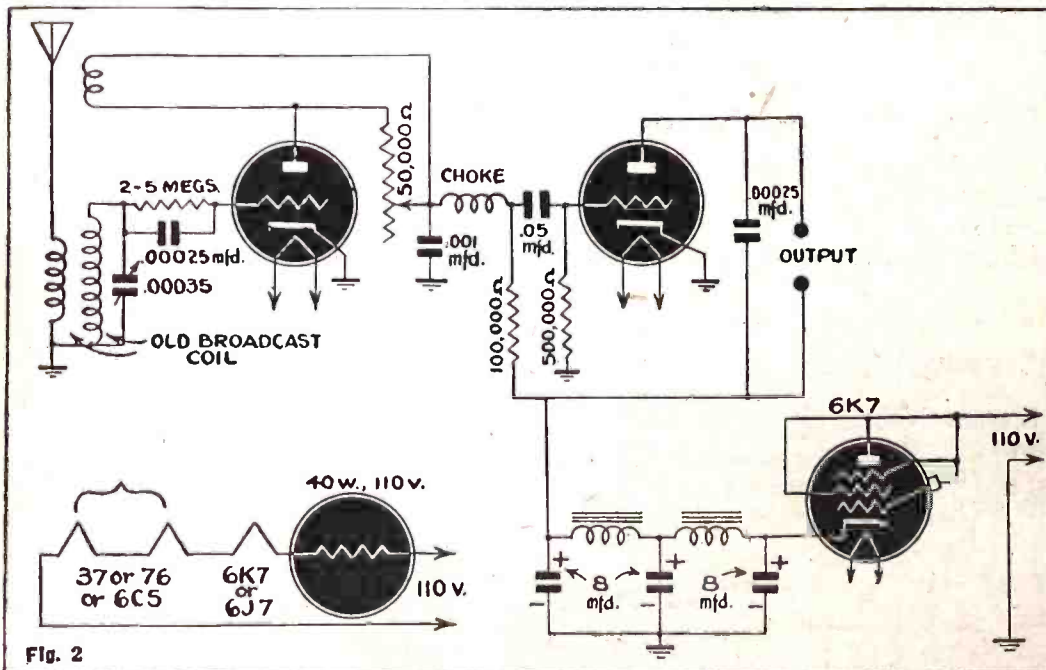 50,000Ω
2-5 MEGS.
CHOKE
.00025 mfd.
.00035
.001
mfd.
.05
mfd.
.00025
mfd.
OUTPUT
OLD BROADCAST
COIL
100,000Ω
500,000Ω
6K7
110 V.
40 W., 110 V.
37 or 76
or 6C5
6K7
or
6J7
110 V.
+
+
+
8
mfd.
8
mfd.
-
-
-
Fig. 2